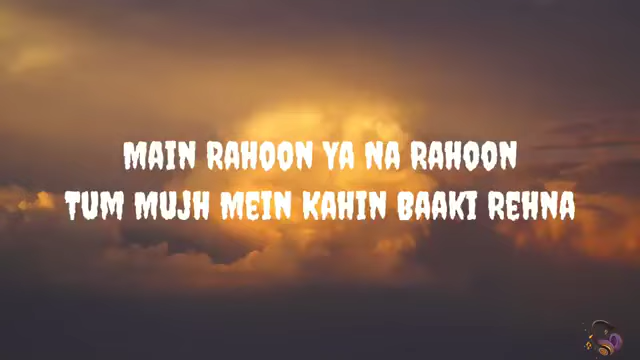 MAIN RAHOON YA NA RAHOON
TUM MUJH MEIN KAHIN BAAKI REHNA